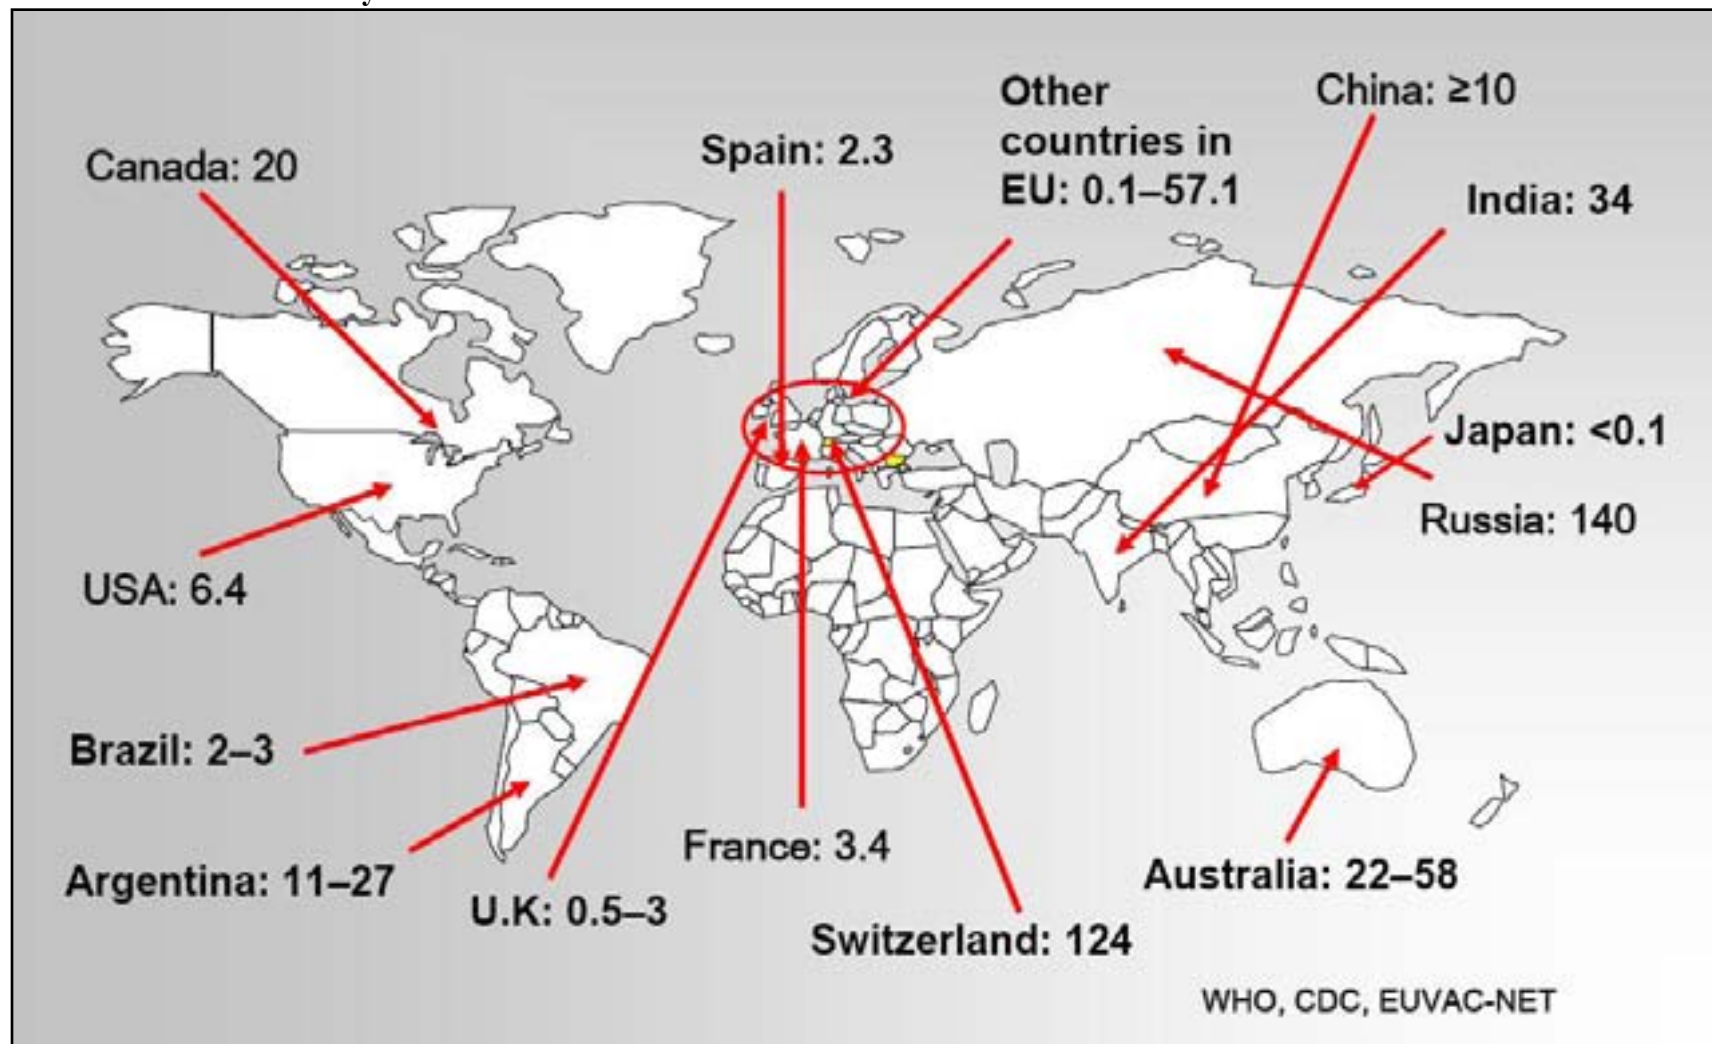 Canada: 20
Spain: 2.3
Other
countries in
EU: 0.1–57.1
China: ≥10
India: 34
Japan: <0.1
Russia: 140
USA: 6.4
Brazil: 2–3
Argentina: 11–27
U.K: 0.5–3
France: 3.4
Switzerland: 124
Australia: 22–58
WHO, CDC, EUVAC-NET